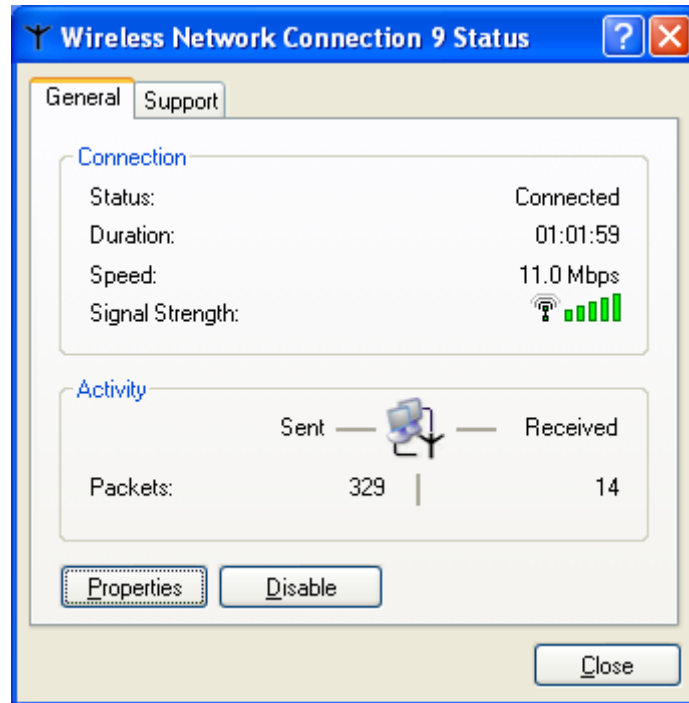 Wireless Network Connection 9 Status
General Support
Connection
Status: Connected
Duration: 01:01:59
Speed: 11.0 Mbps
Signal Strength:
Activity
Sent Received
Packets: 329 14
Properties Disable
Close